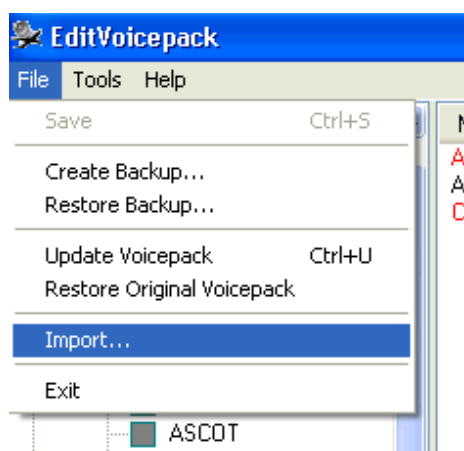 EditVoicepack
File Tools Help
Save Ctrl+S
Create Backup...
Restore Backup...
Update Voicepack Ctrl+U
Restore Original Voicepack
Import...
Exit
ASCOT